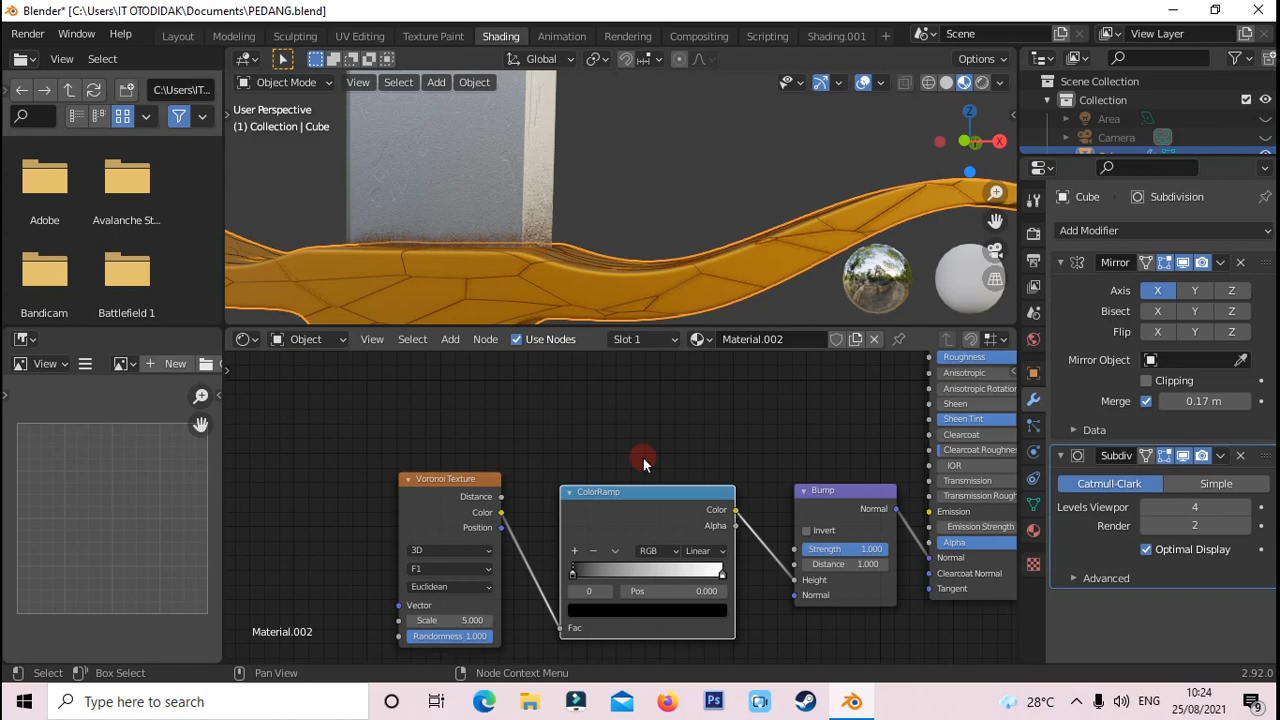 Blender* [C:\Users\IT OTODIDAK\Documents\PEDANG.blend]
Render Window Help Layout Modeling Sculpting UV Editing Texture Paint Shading Animation Rendering Compositing Scripting Shading.001 Scene View Layer
View Select Global Options
C:\Users\IT...
Object Mode View Select Add Object
User Perspective
(1) Collection | Cube
Z
X
Y
Scene Collection
Collection
Area
Camera
Adobe
Avalanche St...
Bandicam
Battlefield 1
Cube Subdivision
Add Modifier
Mirror
Axis X Y Z
Bisect X Y Z
Flip X Y Z
Mirror Object
Clipping
Merge 0.17 m
Data
Subdiv
Catmull-Clark Simple
Levels Viewpor 4
Render 2
Optimal Display
Advanced
View New
Object View Select Add Node Use Nodes Slot 1 Material.002
Voronoi Texture
Distance
Color
Position
3D
F1
Euclidean
Vector
Scale 5.000
Randomness 1.000
ColorRamp
Color
Alpha
RGB Linear
0 Pos 0.000
Fac
Bump
Normal
Invert
Strength 1.000
Distance 1.000
Height
Normal
Roughness
Anisotropic
Anisotropic Rotation
Sheen
Sheen Tint
Clearcoat
Clearcoat Roughness
IOR
Transmission
Transmission Rough
Emission
Emission Strength
Alpha
Normal
Clearcoat Normal
Tangent
Material.002
Select Box Select Pan View Node Context Menu 2.92.0
Type here to search
28°C
ENG
10:24
25/08/2021
9